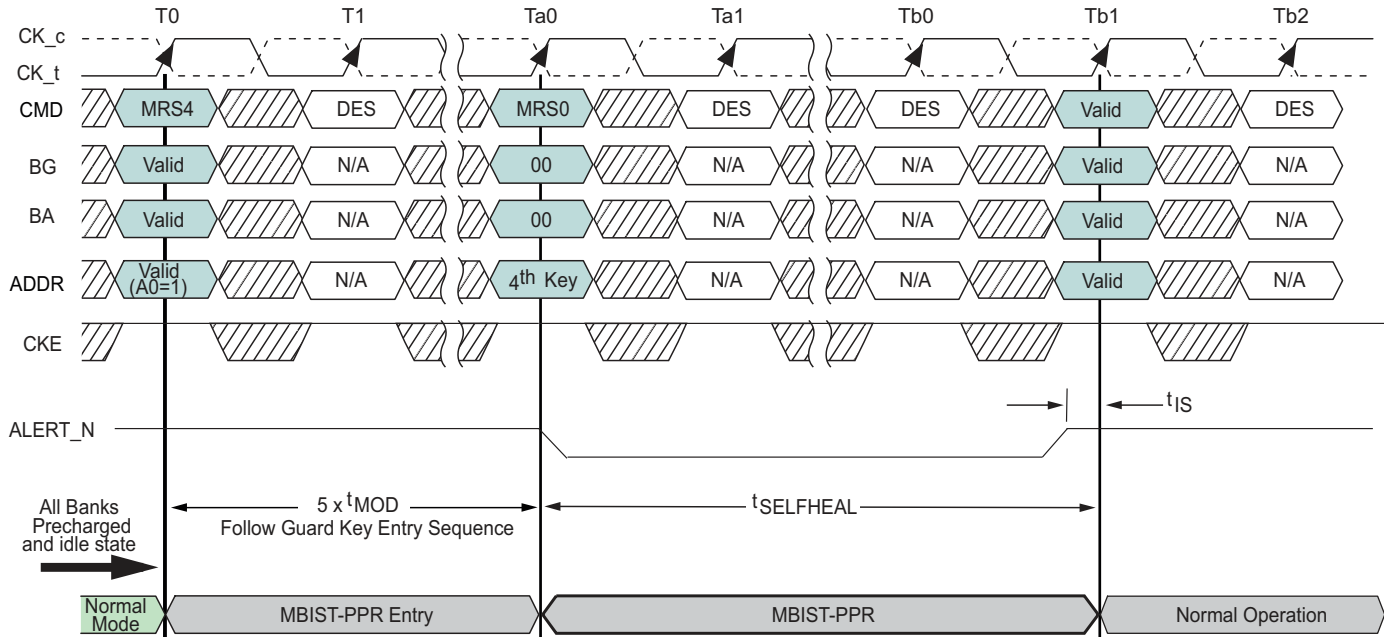 T0 T1 Ta0 Ta1 Tb0 Tb1 Tb2
CK_c
CK_t
CMD MRS4 DES MRS0 DES DES Valid DES
BG Valid N/A 00 N/A N/A Valid N/A
BA Valid N/A 00 N/A N/A Valid N/A
ADDR Valid (A0=1) N/A 4th Key N/A N/A Valid N/A
CKE
tIS
ALERT_N
All Banks
Precharged
and idle state
5 x tMOD
Follow Guard Key Entry Sequence
tSELFHEAL
Normal
Mode
MBIST-PPR Entry
MBIST-PPR
Normal Operation